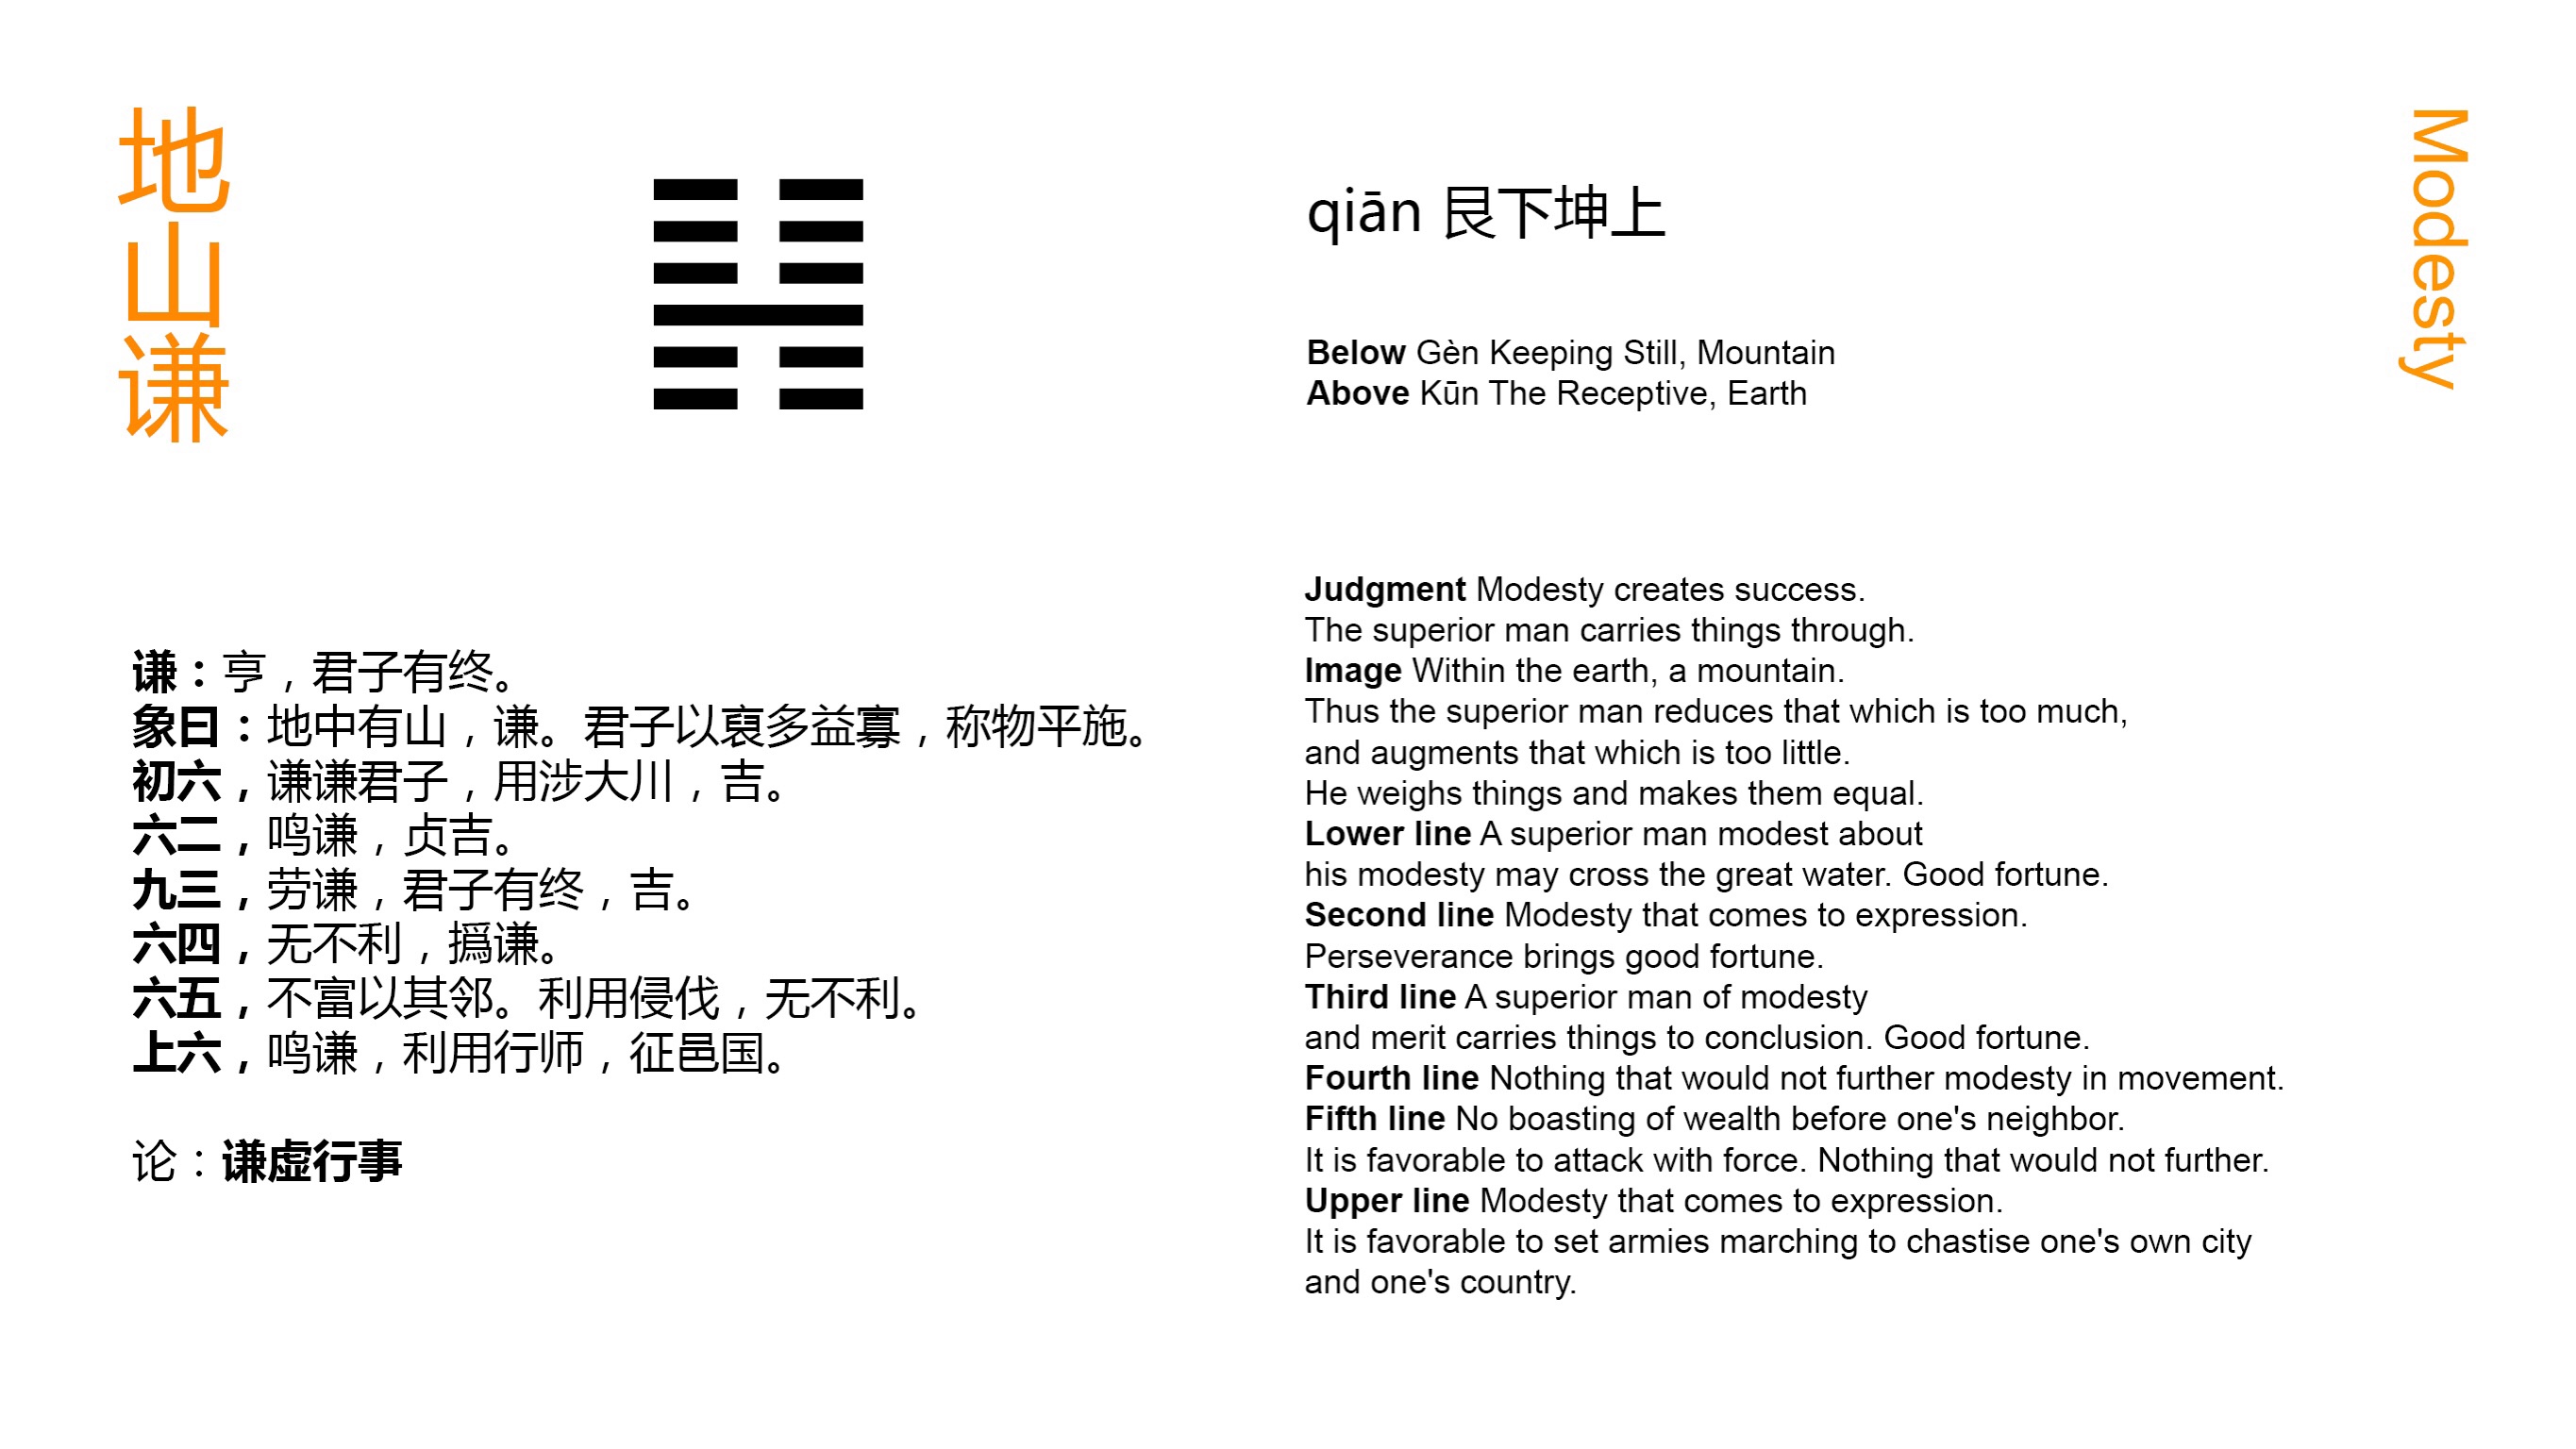 地山谦
谦：亨，君子有终。
象曰：地中有山，谦。君子以裒多益寡，称物平施。
初六，谦谦君子，用涉大川，吉。
六二，鸣谦，贞吉。
九三，劳谦，君子有终，吉。
六四，无不利，撝谦。
六五，不富以其邻。利用侵伐，无不利。
上六，鸣谦，利用行师，征邑国。
论：谦虚行事
qiān 艮下坤上
Below Gèn Keeping Still, Mountain
Above Kūn The Receptive, Earth
Judgment Modesty creates success.
The superior man carries things through.
Image Within the earth, a mountain.
Thus the superior man reduces that which is too much,
and augments that which is too little.
He weighs things and makes them equal.
Lower line A superior man modest about
his modesty may cross the great water. Good fortune.
Second line Modesty that comes to expression.
Perseverance brings good fortune.
Third line A superior man of modesty
and merit carries things to conclusion. Good fortune.
Fourth line Nothing that would not further modesty in movement.
Fifth line No boasting of wealth before one's neighbor.
It is favorable to attack with force. Nothing that would not further.
Upper line Modesty that comes to expression.
It is favorable to set armies marching to chastise one's own city
and one's country.
Modesty